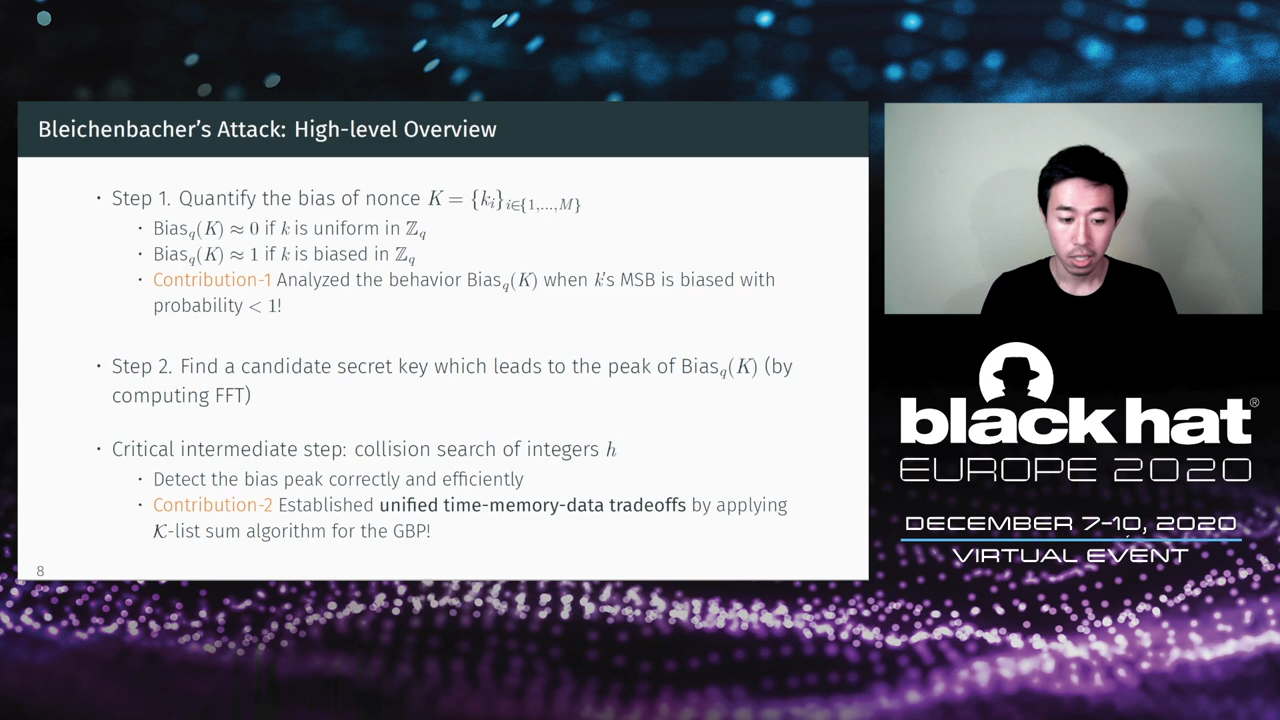 Bleichenbacher's Attack: High-level Overview
• Step 1. Quantify the bias of nonce K = {k_i}_{i∈{1,...,M}}
• Bias_q(K) ≈ 0 if k is uniform in ℤ_q
• Bias_q(K) ≈ 1 if k is biased in ℤ_q
• Contribution-1 Analyzed the behavior Bias_q(K) when k's MSB is biased with
probability < 1!
• Step 2. Find a candidate secret key which leads to the peak of Bias_q(K) (by
computing FFT)
• Critical intermediate step: collision search of integers h
• Detect the bias peak correctly and efficiently
• Contribution-2 Established unified time-memory-data tradeoffs by applying
𝒦-list sum algorithm for the GBP!
8
black hat®
EUROPE 2020
DECEMBER 7-10, 2020
VIRTUAL EVENT